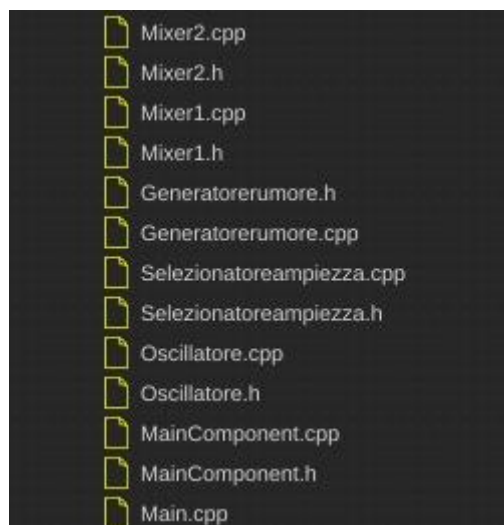 Mixer2.cpp
Mixer2.h
Mixer1.cpp
Mixer1.h
Generatorerumore.h
Generatorerumore.cpp
Selezionatoreampiezza.cpp
Selezionatoreampiezza.h
Oscillatore.cpp
Oscillatore.h
MainComponent.cpp
MainComponent.h
Main.cpp